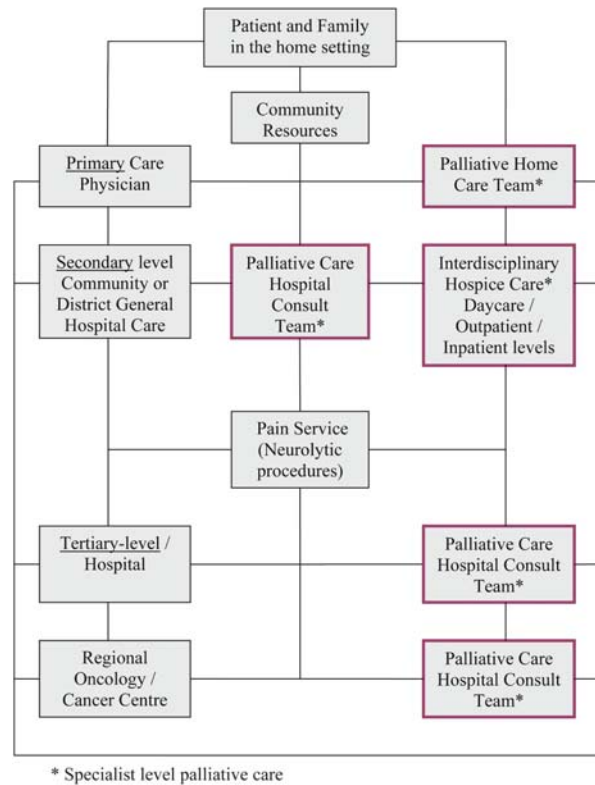 Patient and Family
in the home setting
Community
Resources
Primary Care
Physician
Palliative Home
Care Team*
Secondary level
Community or
District General
Hospital Care
Palliative Care
Hospital
Consult
Team*
Interdisciplinary
Hospice Care*
Daycare /
Outpatient /
Inpatient levels
Pain Service
(Neurolytic
procedures)
Tertiary-level /
Hospital
Palliative Care
Hospital Consult
Team*
Regional
Oncology /
Cancer Centre
Palliative Care
Hospital Consult
Team*
* Specialist level palliative care